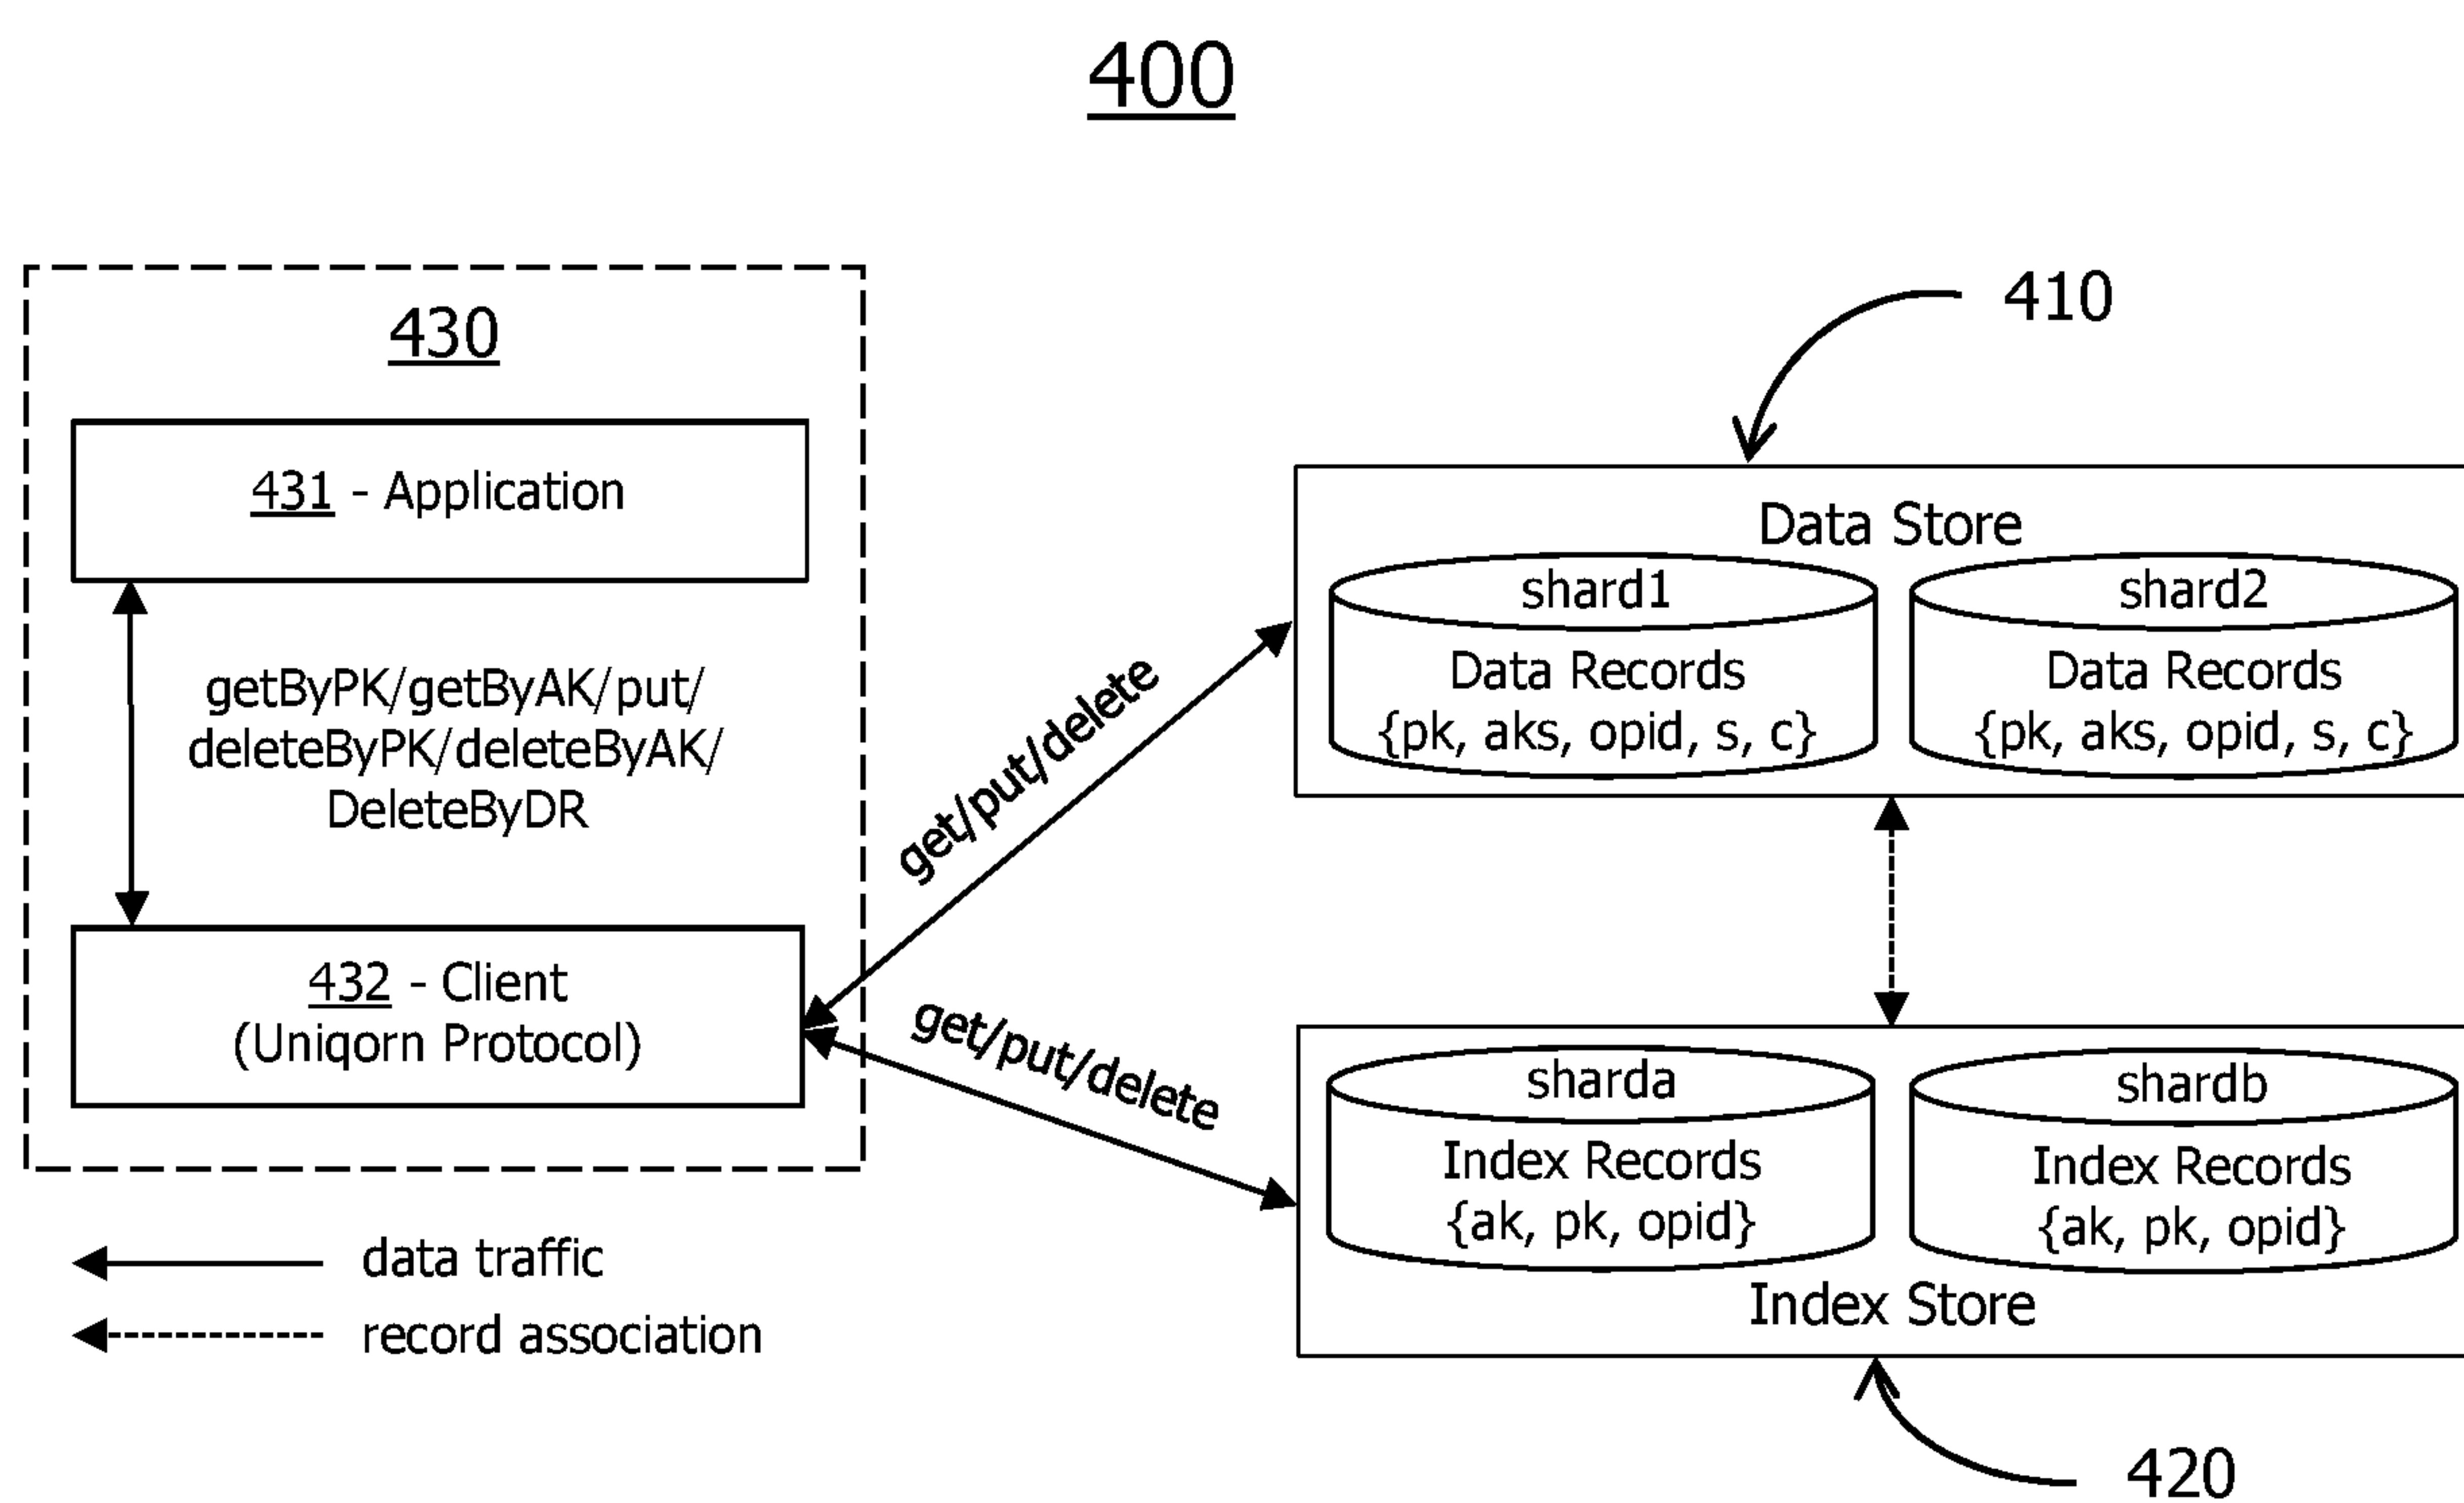 400
430
431 - Application
getByPK/getByAK/put/
deleteByPK/deleteByAK/
DeleteByDR
432 - Client
(Uniqorn Protocol)
data traffic
record association
get/put/delete
get/put/delete
410
Data Store
shard1
Data Records
{pk, aks, opid, s, c}
shard2
Data Records
{pk, aks, opid, s, c}
sharda
Index Records
{ak, pk, opid}
shardb
Index Records
{ak, pk, opid}
Index Store
420